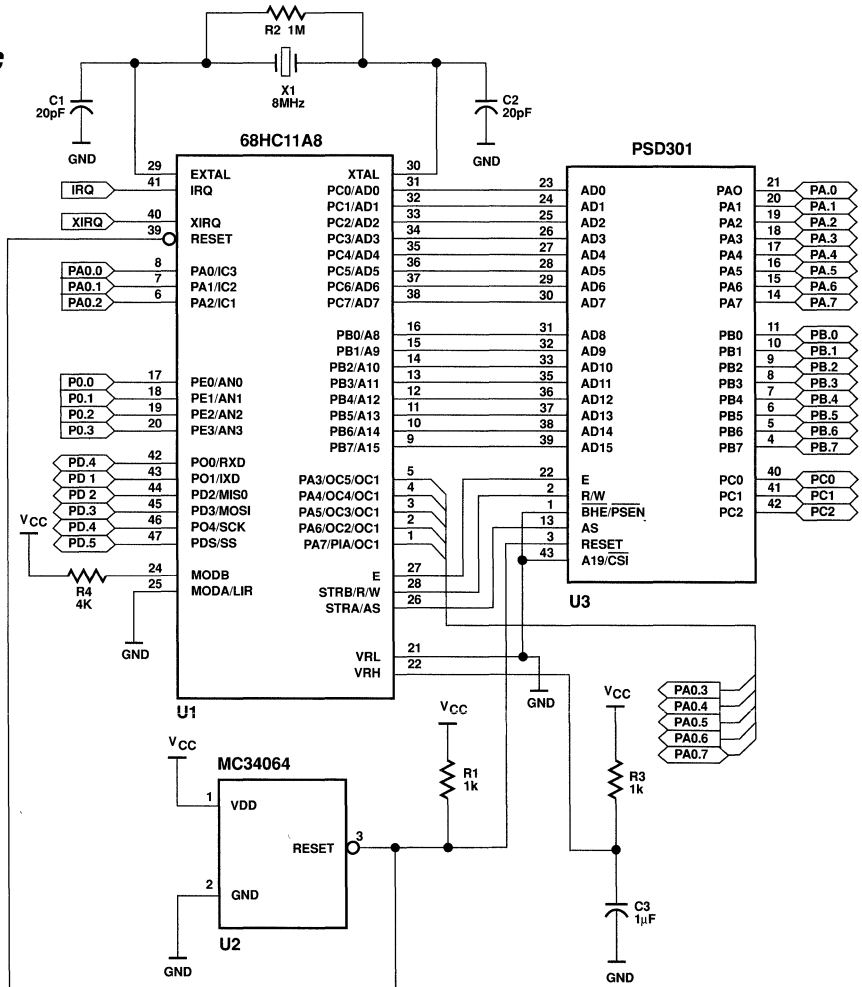 R2 1M
X1
8MHz
C1
20pF
C2
20pF
GND
GND
68HC11A8
PSD301
29 EXTAL XTAL 30
IRQ 41 IRQ PC0/AD0 31 23 AD0 PAO 21 PA.0
PC1/AD1 32 24 AD1 PA1 20 PA.1
XIRQ 40 XIRQ PC2/AD2 33 25 AD2 PA2 19 PA.2
39 RESET PC3/AD3 34 26 AD3 PA3 18 PA.3
PC4/AD4 35 27 AD4 PA4 17 PA.4
PA0.0 8 PA0/IC3 PC5/AD5 36 28 AD5 PA5 16 PA.5
PA0.1 7 PA1/IC2 PC6/AD6 37 29 AD6 PA6 15 PA.6
PA0.2 6 PA2/IC1 PC7/AD7 38 30 AD7 PA7 14 PA.7
PB0/A8 16 31 AD8 PB0 11 PB.0
PB1/A9 15 32 AD9 PB1 10 PB.1
PB2/A10 14 33 AD10 PB2 9 PB.2
P0.0 17 PE0/AN0 PB3/A11 13 35 AD11 PB3 8 PB.3
P0.1 18 PE1/AN1 PB4/A12 12 36 AD12 PB4 7 PB.4
P0.2 19 PE2/AN2 PB5/A13 11 37 AD13 PB5 6 PB.5
P0.3 20 PE3/AN3 PB6/A14 10 38 AD14 PB6 5 PB.6
PB7/A15 9 39 AD15 PB7 4 PB.7
PD.4 42 PO0/RXD
PD 1 43 PO1/IXD PA3/OC5/OC1 5 22 E PC0 40 PC0
PD 2 44 PD2/MIS0 PA4/OC4/OC1 4 2 R/W PC1 41 PC1
PD.3 45 PD3/MOSI PA5/OC3/OC1 3 1 BHE/PSEN PC2 42 PC2
PD.4 46 PO4/SCK PA6/OC2/OC1 2 13 AS
PD.5 47 PDS/SS PA7/PIA/OC1 1 3 RESET
43 A19/CSI
VCC
R4
4K
24 MODB E 27
25 MODA/LIR STRB/R/W 28
STRA/AS 26
U3
GND
VRL 21
VRH 22
GND
U1
PA0.3
PA0.4
PA0.5
PA0.6
PA0.7
VCC
VCC
VCC
MC34064
R1
1k
R3
1k
1 VDD
RESET 3
2 GND
U2
C3
1µF
GND
GND